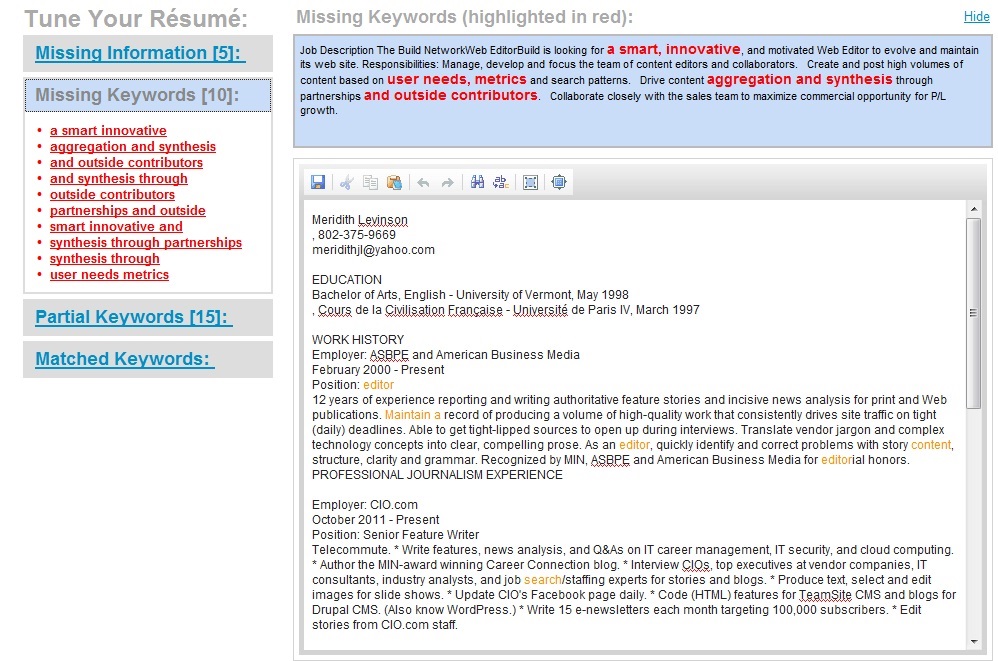 Tune Your Résumé:
Missing Information [5]:
Missing Keywords [10]:
• a smart innovative
• aggregation and synthesis
• and outside contributors
• and synthesis through
• outside contributors
• partnerships and outside
• smart innovative and
• synthesis through partnerships
• synthesis through
• user needs metrics
Partial Keywords [15]:
Matched Keywords:
Missing Keywords (highlighted in red):
Hide
Job Description The Build NetworkWeb EditorBuild is looking for a smart, innovative, and motivated Web Editor to evolve and maintain
its web site. Responsibilities: Manage, develop and focus the team of content editors and collaborators. Create and post high volumes of
content based on user needs, metrics and search patterns. Drive content aggregation and synthesis through
partnerships and outside contributors. Collaborate closely with the sales team to maximize commercial opportunity for P/L
growth.
Meridith Levinson
, 802-375-9669
meridithjl@yahoo.com
EDUCATION
Bachelor of Arts, English - University of Vermont, May 1998
, Cours de la Civilisation Française - Université de Paris IV, March 1997
WORK HISTORY
Employer: ASBPE and American Business Media
February 2000 - Present
Position: editor
12 years of experience reporting and writing authoritative feature stories and incisive news analysis for print and Web
publications. Maintain a record of producing a volume of high-quality work that consistently drives site traffic on tight
(daily) deadlines. Able to get tight-lipped sources to open up during interviews. Translate vendor jargon and complex
technology concepts into clear, compelling prose. As an editor, quickly identify and correct problems with story content,
structure, clarity and grammar. Recognized by MIN, ASBPE and American Business Media for editorial honors.
PROFESSIONAL JOURNALISM EXPERIENCE
Employer: CIO.com
October 2011 - Present
Position: Senior Feature Writer
Telecommute. * Write features, news analysis, and Q&As on IT career management, IT security, and cloud computing.
* Author the MIN-award winning Career Connection blog. * Interview CIOs, top executives at vendor companies, IT
consultants, industry analysts, and job search/staffing experts for stories and blogs. * Produce text, select and edit
images for slide shows. * Update CIO's Facebook page daily. * Code (HTML) features for TeamSite CMS and blogs for
Drupal CMS. (Also know WordPress.) * Write 15 e-newsletters each month targeting 100,000 subscribers. * Edit
stories from CIO.com staff.